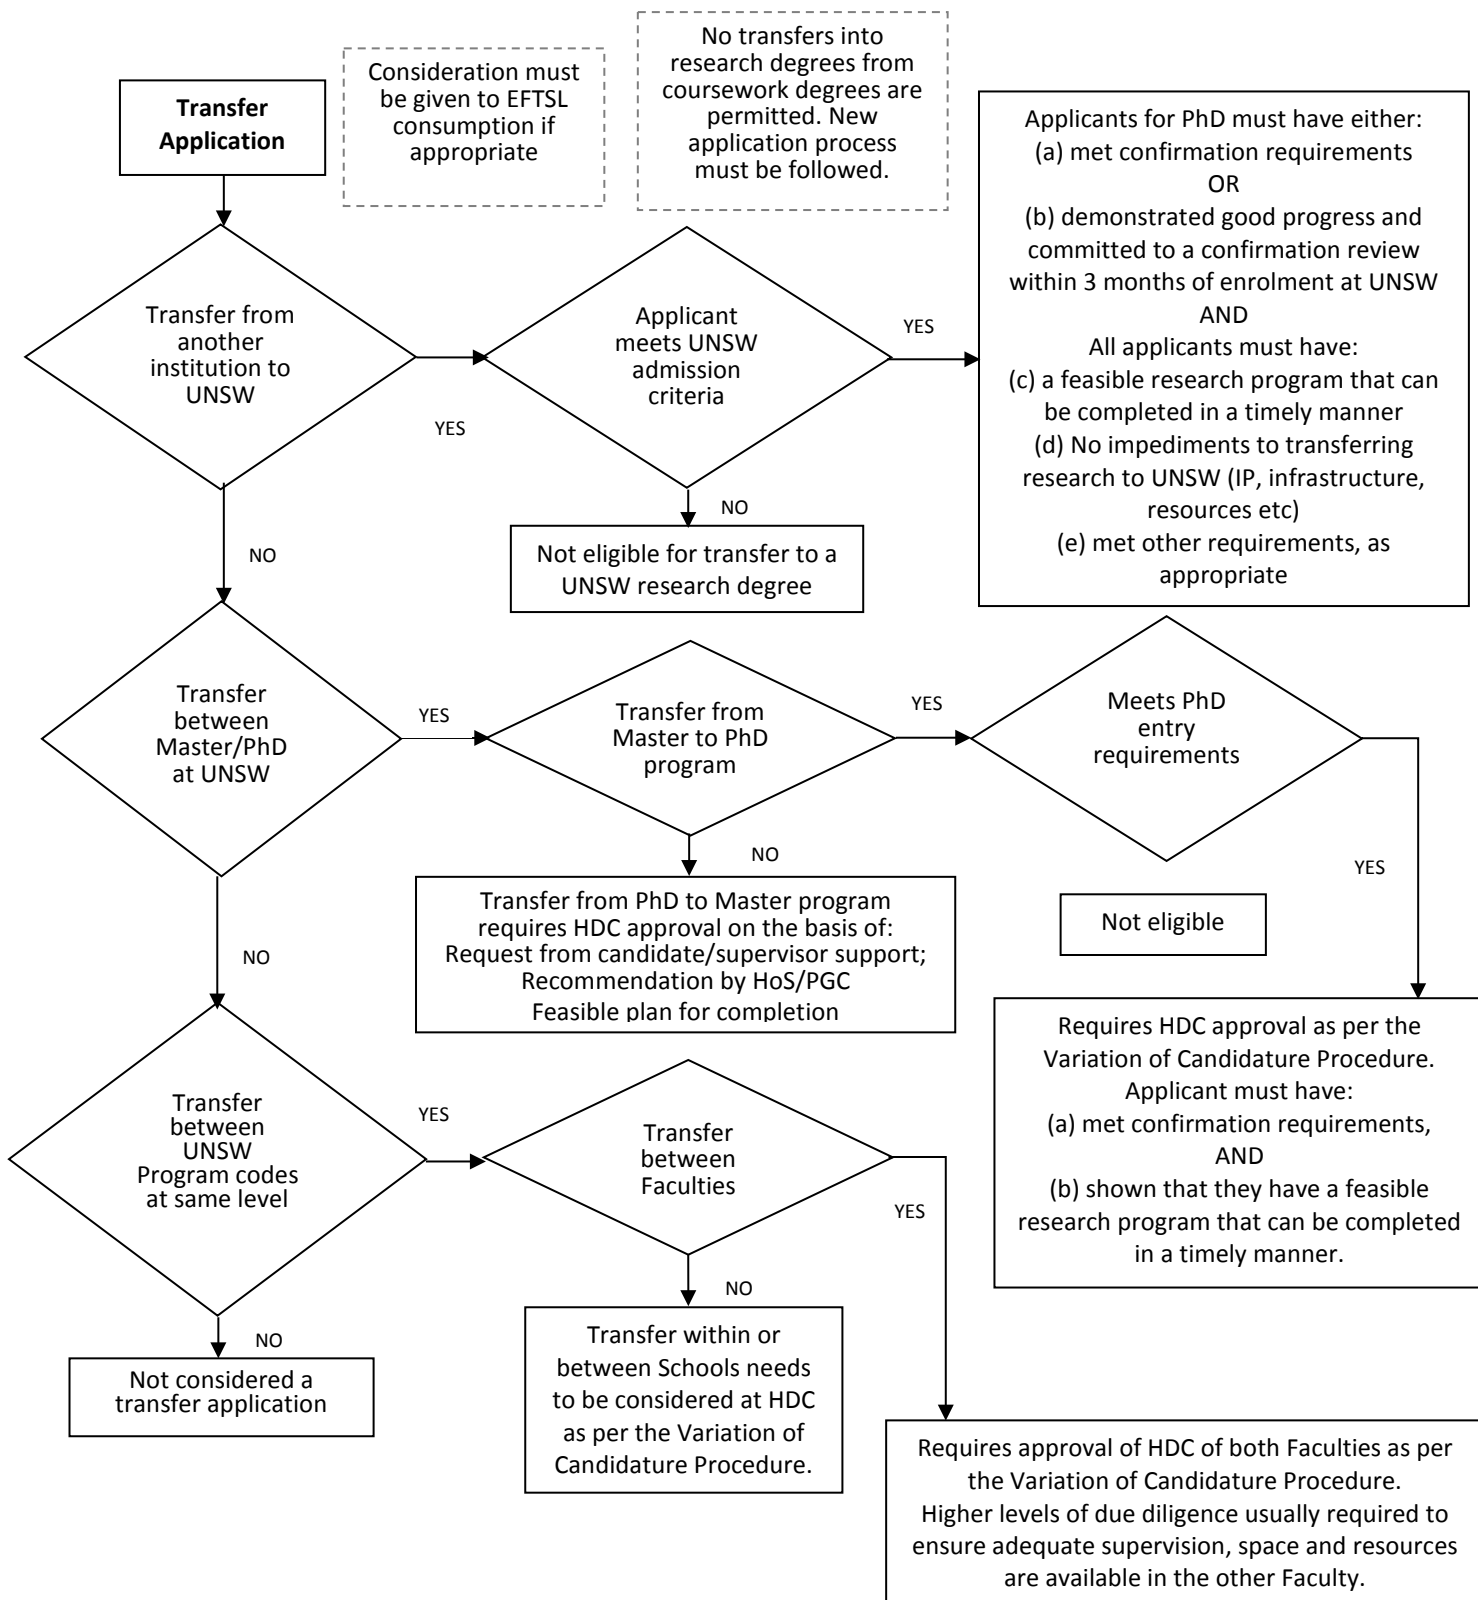 Transfer
Application
Consideration must
be given to EFTSL
consumption if
appropriate
No transfers into
research degrees from
coursework degrees are
permitted. New
application process
must be followed.
Transfer from
another
institution to
UNSW
YES
Applicant
meets UNSW
admission
criteria
YES
Applicants for PhD must have either:
(a) met confirmation requirements
OR
(b) demonstrated good progress and
committed to a confirmation review
within 3 months of enrolment at UNSW
AND
All applicants must have:
(c) a feasible research program that can
be completed in a timely manner
(d) No impediments to transferring
research to UNSW (IP, infrastructure,
resources etc)
(e) met other requirements, as
appropriate
NO
Not eligible for transfer to a
UNSW research degree
NO
Transfer
between
Master/PhD
at UNSW
YES
Transfer from
Master to PhD
program
YES
Meets PhD
entry
requirements
YES
NO
Transfer from PhD to Master program
requires HDC approval on the basis of:
Request from candidate/supervisor support;
Recommendation by HoS/PGC
Feasible plan for completion
Not eligible
Requires HDC approval as per the
Variation of Candidature Procedure.
Applicant must have:
(a) met confirmation requirements,
AND
(b) shown that they have a feasible
research program that can be completed
in a timely manner.
NO
Transfer
between
UNSW
Program codes
at same level
YES
Transfer
between
Faculties
YES
NO
Not considered a
transfer application
NO
Transfer within or
between Schools needs
to be considered at HDC
as per the Variation of
Candidature Procedure.
Requires approval of HDC of both Faculties as per
the Variation of Candidature Procedure.
Higher levels of due diligence usually required to
ensure adequate supervision, space and resources
are available in the other Faculty.